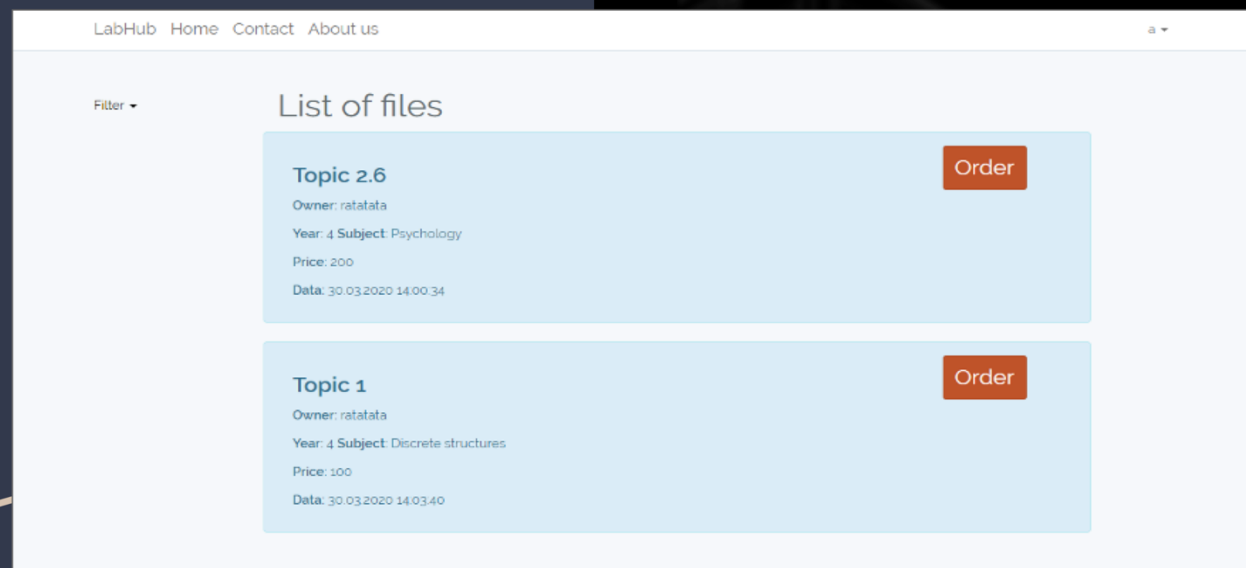 LabHub Home Contact About us a
Filter
List of files
Topic 2.6
Order
Owner: ratatata
Year: 4 Subject: Psychology
Price: 200
Data: 30.03.2020 14:00:34
Topic 1
Order
Owner: ratatata
Year: 4 Subject: Discrete structures
Price: 100
Data: 30.03.2020 14:03:40